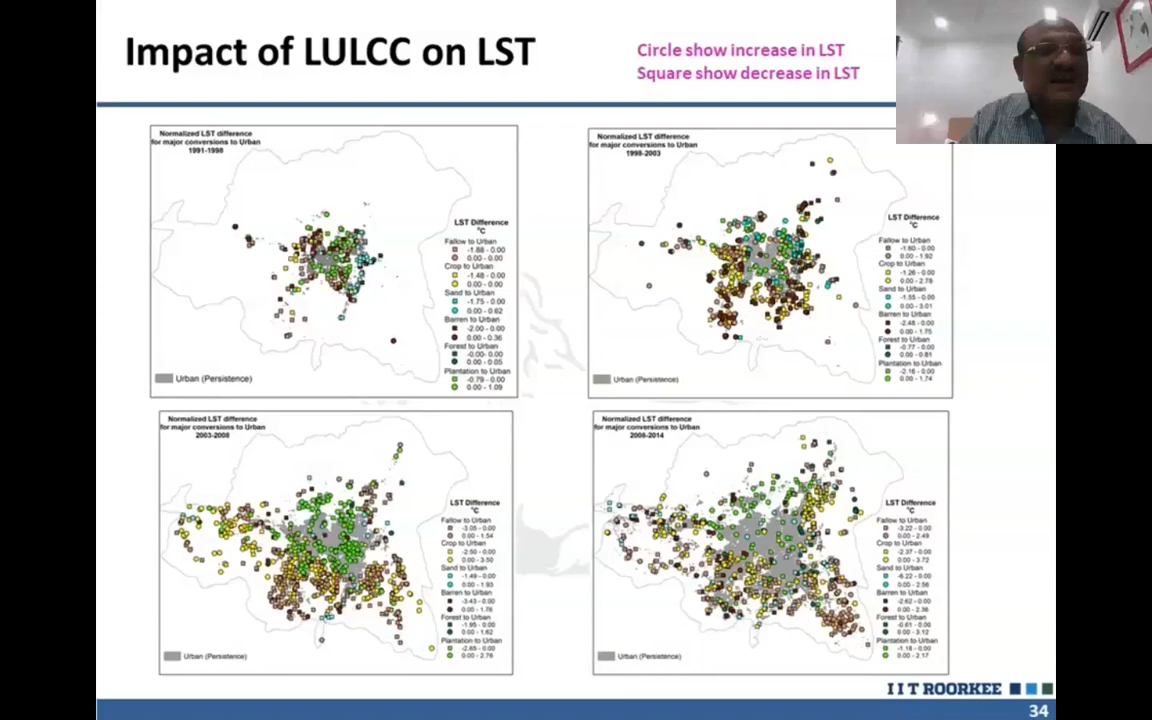 Impact of LULCC on LST
Circle show increase in LST
Square show decrease in LST
Normalized LST difference
for major conversions to Urban
1991-1998
LST Difference
°C
Fallow to Urban
-1.88 - 0.00
0.00 - 0.00
Crop to Urban
-1.48 - 0.00
0.00 - 0.00
Sand to Urban
-1.75 - 0.00
0.00 - 0.62
Barren to Urban
-2.00 - 0.00
0.00 - 0.36
Forest to Urban
-0.00 - 0.00
0.00 - 0.05
Plantation to Urban
-0.79 - 0.00
0.00 - 1.09
Urban (Persistence)
Normalized LST difference
for major conversions to Urban
1998-2003
LST Difference
°C
Fallow to Urban
-1.60 - 0.00
0.00 - 1.92
Crop to Urban
-1.26 - 0.00
0.00 - 2.78
Sand to Urban
-1.55 - 0.00
0.00 - 3.01
Barren to Urban
-2.48 - 0.00
0.00 - 1.75
Forest to Urban
-0.77 - 0.00
0.00 - 0.81
Plantation to Urban
-2.16 - 0.00
0.00 - 1.74
Urban (Persistence)
Normalized LST difference
for major conversions to Urban
2003-2008
LST Difference
°C
Fallow to Urban
-3.05 - 0.00
0.00 - 1.54
Crop to Urban
-2.50 - 0.00
0.00 - 3.50
Sand to Urban
-1.49 - 0.00
0.00 - 1.93
Barren to Urban
-3.43 - 0.00
0.00 - 1.76
Forest to Urban
-1.95 - 0.00
0.00 - 1.62
Plantation to Urban
-2.65 - 0.00
0.00 - 2.76
Urban (Persistence)
Normalized LST difference
for major conversions to Urban
2008-2014
LST Difference
°C
Fallow to Urban
-3.22 - 0.00
0.00 - 2.49
Crop to Urban
-2.37 - 0.00
0.00 - 3.72
Sand to Urban
-6.22 - 0.00
0.00 - 2.56
Barren to Urban
-2.62 - 0.00
0.00 - 2.36
Forest to Urban
-0.61 - 0.00
0.00 - 3.12
Plantation to Urban
-1.18 - 0.00
0.00 - 2.17
Urban (Persistence)
I I T ROORKEE
34